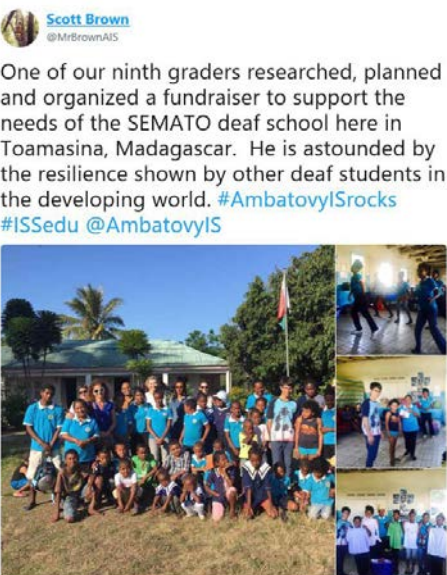 Scott Brown
@MrBrownAIS
One of our ninth graders researched, planned
and organized a fundraiser to support the
needs of the SEMATO deaf school here in
Toamasina, Madagascar.  He is astounded by
the resilience shown by other deaf students in
the developing world. #AmbatovyISrocks
#ISSedu @AmbatovyIS